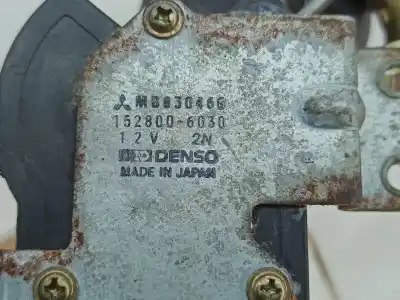 MB830466
152800-6030
12V 2N
DENSO
MADE IN JAPAN